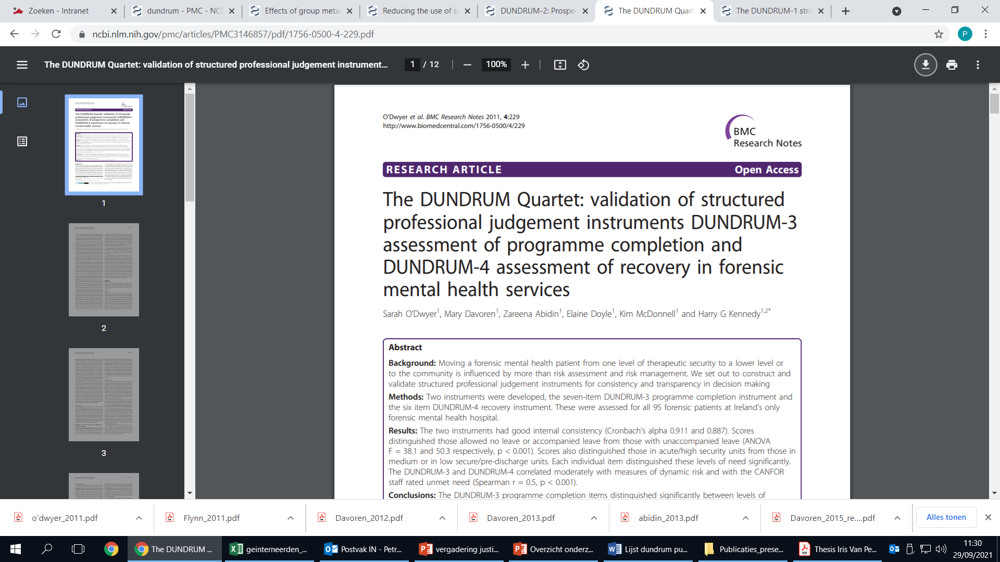 Zoeken - Intranet
dundrum - PMC - NCB
Effects of group meta
Reducing the use of s
DUNDRUM-2: Prospe
The DUNDRUM Quart
The DUNDRUM-1 stru
ncbi.nlm.nih.gov/pmc/articles/PMC3146857/pdf/1756-0500-4-229.pdf
P
The DUNDRUM Quartet: validation of structured professional judgement instrument...
1 / 12
100%
1
2
3
O'Dwyer et al. BMC Research Notes 2011, 4:229
http://www.biomedcentral.com/1756-0500/4/229
BMC
Research Notes
RESEARCH ARTICLE
Open Access
The DUNDRUM Quartet: validation of structured
professional judgement instruments DUNDRUM-3
assessment of programme completion and
DUNDRUM-4 assessment of recovery in forensic
mental health services
Sarah O'Dwyer1, Mary Davoren1, Zareena Abidin1, Elaine Doyle1, Kim McDonnell1 and Harry G Kennedy1,2*
Abstract
Background: Moving a forensic mental health patient from one level of therapeutic security to a lower level or
to the community is influenced by more than risk assessment and risk management. We set out to construct and
validate structured professional judgement instruments for consistency and transparency in decision making
Methods: Two instruments were developed, the seven-item DUNDRUM-3 programme completion instrument and
the six item DUNDRUM-4 recovery instrument. These were assessed for all 95 forensic patients at Ireland's only
forensic mental health hospital.
Results: The two instruments had good internal consistency (Cronbach's alpha 0.911 and 0.887). Scores
distinguished those allowed no leave or accompanied leave from those with unaccompanied leave (ANOVA
F = 38.1 and 50.3 respectively, p < 0.001). Scores also distinguished those in acute/high security units from those in
medium or in low secure/pre-discharge units. Each individual item distinguished these levels of need significantly.
The DUNDRUM-3 and DUNDRUM-4 correlated moderately with measures of dynamic risk and with the CANFOR
staff rated unmet need (Spearman r = 0.5, p < 0.001).
Conclusions: The DUNDRUM-3 programme completion items distinguished significantly between levels of
o'dwyer_2011.pdf
Flynn_2011.pdf
Davoren_2012.pdf
Davoren_2013.pdf
abidin_2013.pdf
Davoren_2015_re....pdf
Alles tonen
The DUNDRUM ...
geinterneerden_...
Postvak IN - Petr...
vergadering justi...
Overzicht onderz...
Lijst dundrum pu...
Publicaties_prese...
Thesis Iris Van Pe...
11:30
29/09/2021